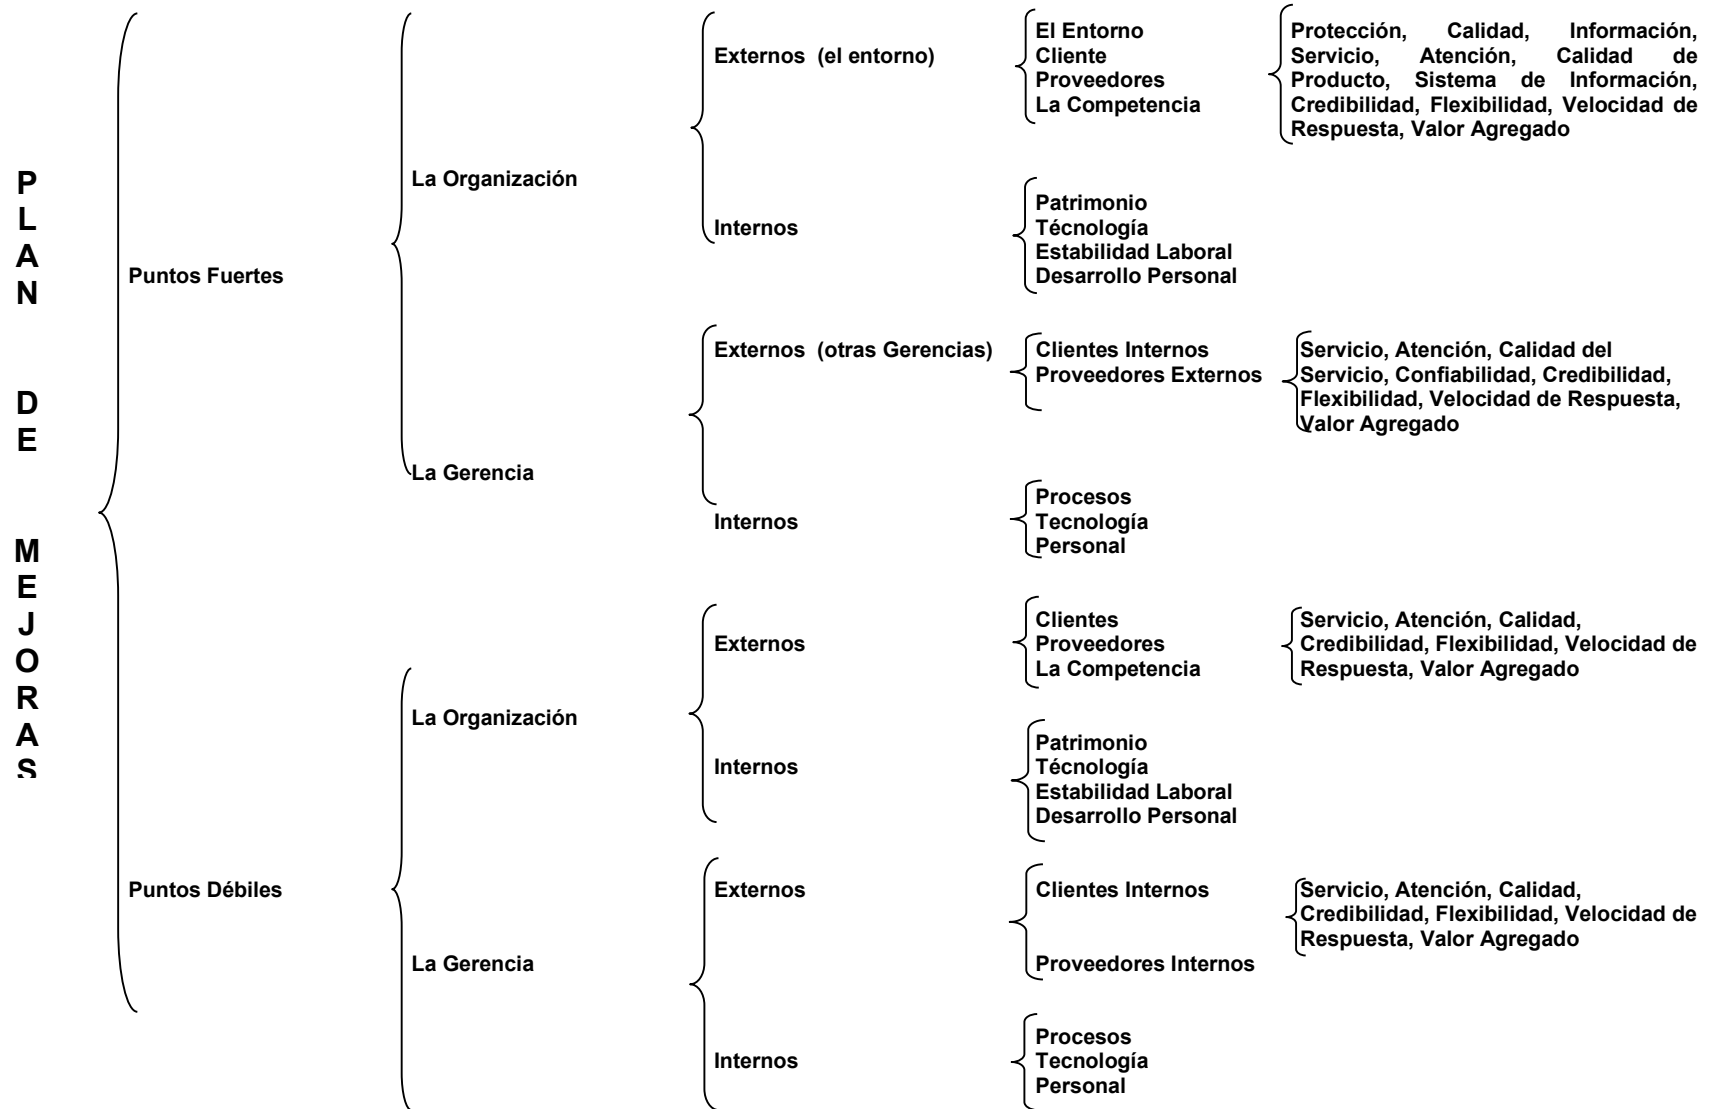 PLAN DE MEJORAS
Puntos Fuertes
La Organización
Externos (el entorno)
El Entorno
Cliente
Proveedores
La Competencia
Protección, Calidad, Información,
Servicio, Atención, Calidad de
Producto, Sistema de Información,
Credibilidad, Flexibilidad, Velocidad de
Respuesta, Valor Agregado
Internos
Patrimonio
Técnología
Estabilidad Laboral
Desarrollo Personal
La Gerencia
Externos (otras Gerencias)
Clientes Internos
Proveedores Externos
Servicio, Atención, Calidad del
Servicio, Confiabilidad, Credibilidad,
Flexibilidad, Velocidad de Respuesta,
Valor Agregado
Internos
Procesos
Tecnología
Personal
Puntos Débiles
La Organización
Externos
Clientes
Proveedores
La Competencia
Servicio, Atención, Calidad,
Credibilidad, Flexibilidad, Velocidad de
Respuesta, Valor Agregado
Internos
Patrimonio
Técnología
Estabilidad Laboral
Desarrollo Personal
La Gerencia
Externos
Clientes Internos
Proveedores Internos
Servicio, Atención, Calidad,
Credibilidad, Flexibilidad, Velocidad de
Respuesta, Valor Agregado
Internos
Procesos
Tecnología
Personal